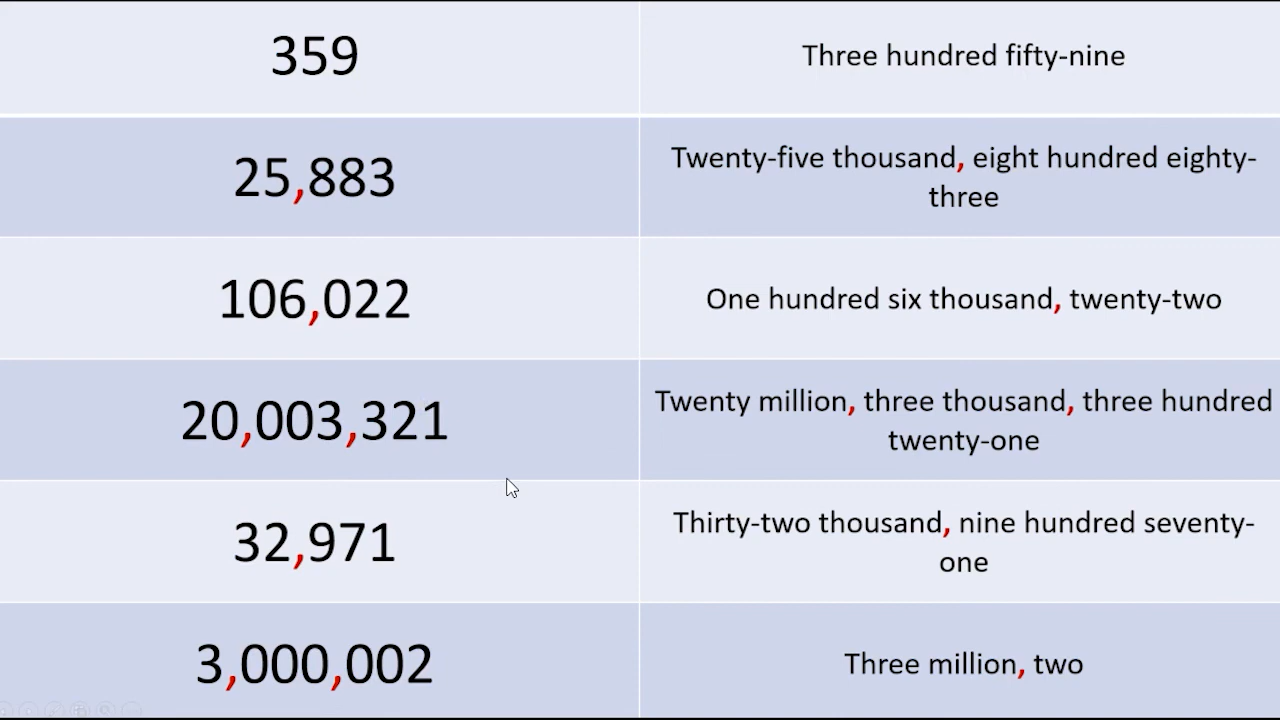 359
Three hundred fifty-nine
25,883
Twenty-five thousand, eight hundred eighty-
three
106,022
One hundred six thousand, twenty-two
20,003,321
Twenty million, three thousand, three hundred
twenty-one
32,971
Thirty-two thousand, nine hundred seventy-
one
3,000,002
Three million, two